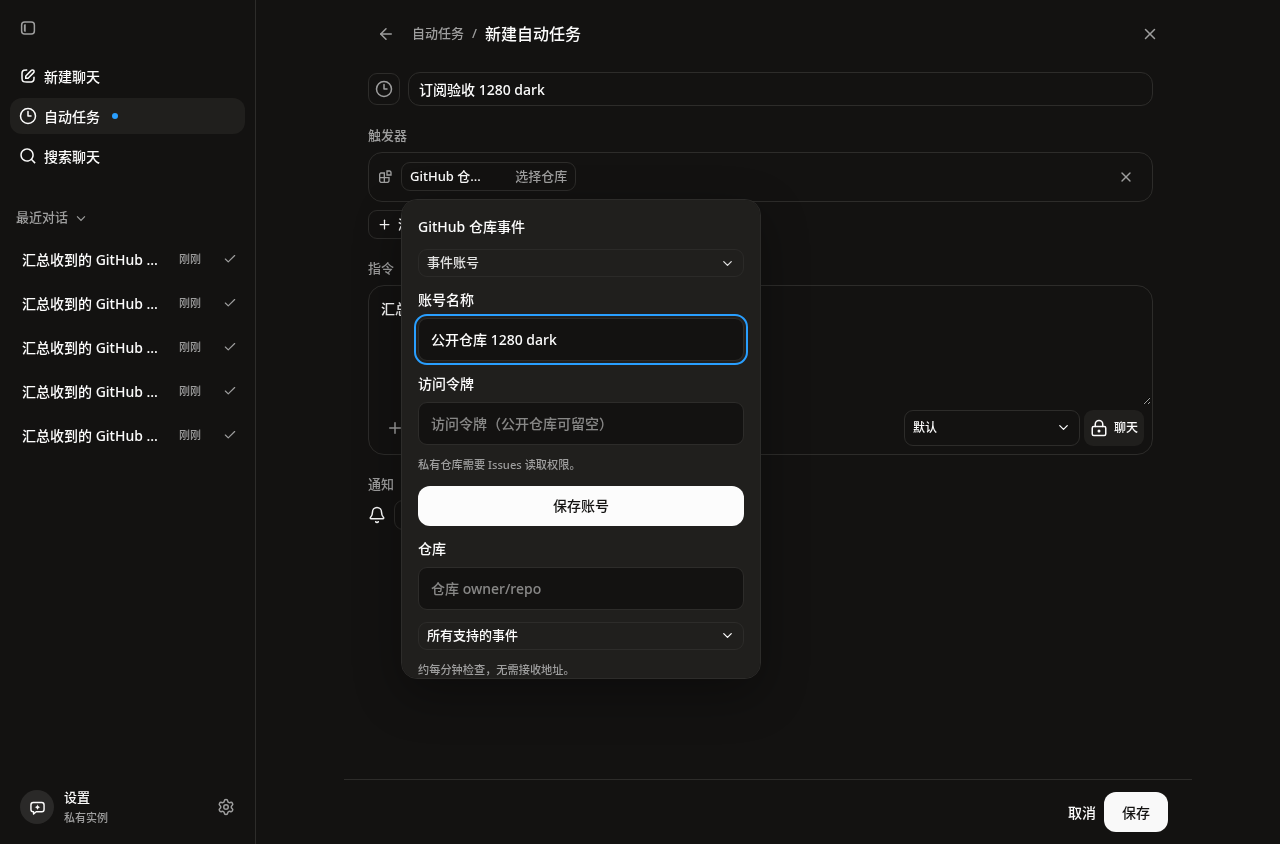 新建聊天
自动任务
搜索聊天
最近对话
汇总收到的 GitHub ... 刚刚
汇总收到的 GitHub ... 刚刚
汇总收到的 GitHub ... 刚刚
汇总收到的 GitHub ... 刚刚
汇总收到的 GitHub ... 刚刚
设置
私有实例
自动任务 / 新建自动任务
订阅验收 1280 dark
触发器
GitHub 仓... 选择仓库
指令
GitHub 仓库事件
事件账号
账号名称
公开仓库 1280 dark
访问令牌
访问令牌（公开仓库可留空）
私有仓库需要 Issues 读取权限。
保存账号
仓库
仓库 owner/repo
所有支持的事件
约每分钟检查，无需接收地址。
默认
聊天
通知
取消
保存